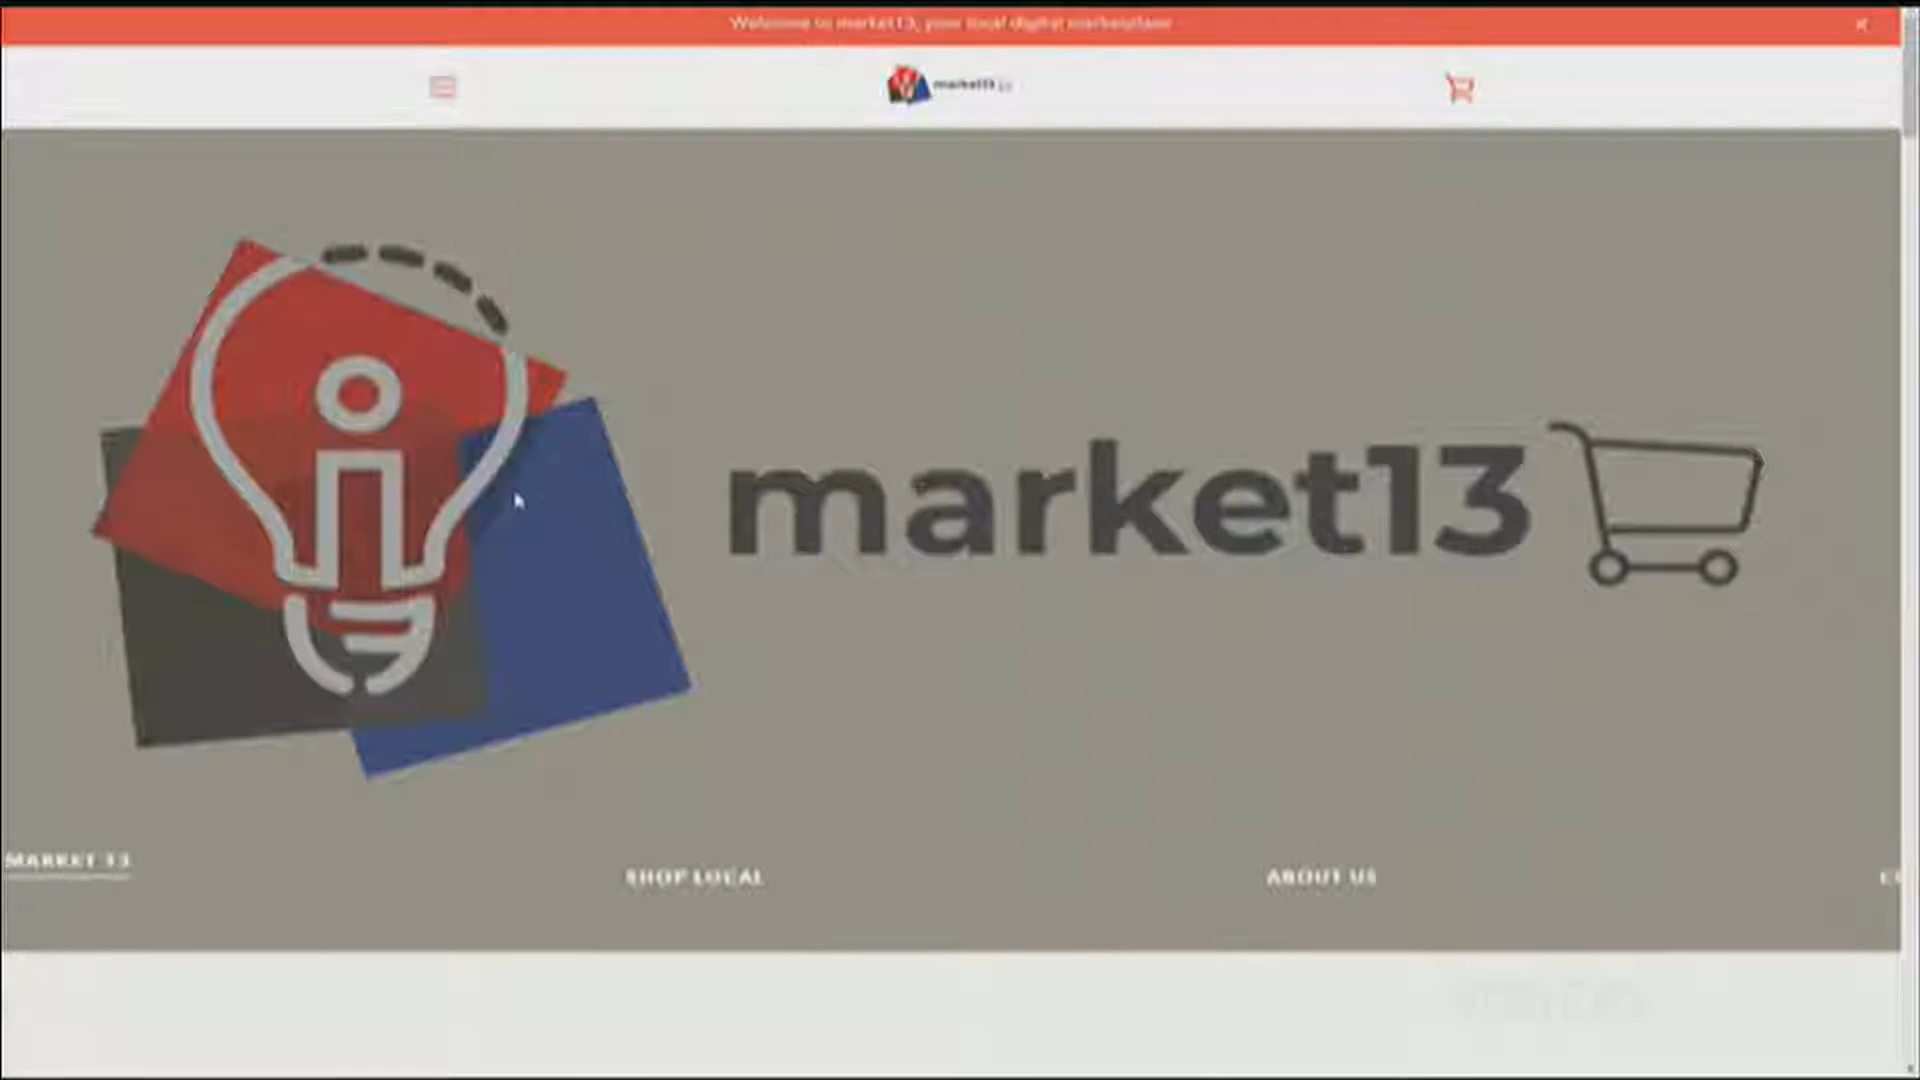 Welcome to market13, your local digital marketplace
market13
market13
MARKET 13
SHOP LOCAL
ABOUT US